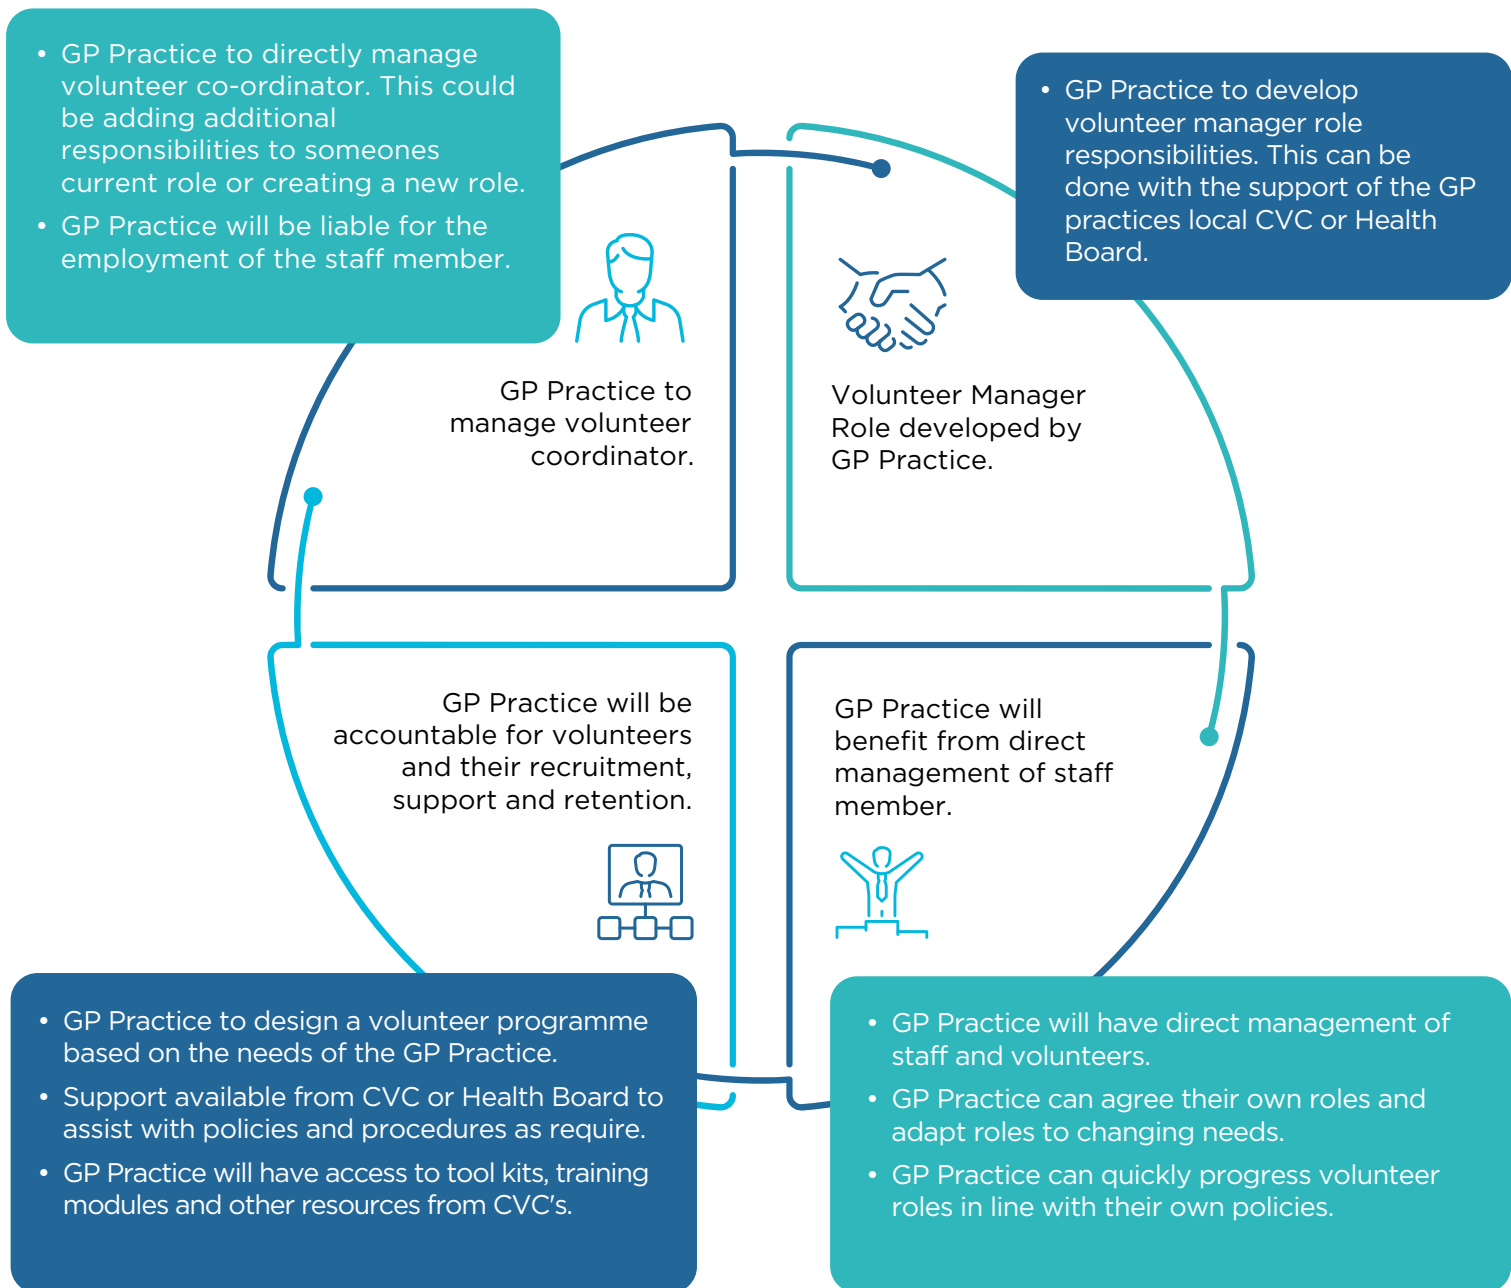 • GP Practice to directly manage
volunteer co-ordinator. This could
be adding additional
responsibilities to someones
current role or creating a new role.
• GP Practice will be liable for the
employment of the staff member.
• GP Practice to develop
volunteer manager role
responsibilities. This can be
done with the support of the GP
practices local CVC or Health
Board.
GP Practice to
manage volunteer
coordinator.
Volunteer Manager
Role developed by
GP Practice.
GP Practice will be
accountable for volunteers
and their recruitment,
support and retention.
GP Practice will
benefit from direct
management of staff
member.
• GP Practice to design a volunteer programme
based on the needs of the GP Practice.
• Support available from CVC or Health Board to
assist with policies and procedures as require.
• GP Practice will have access to tool kits, training
modules and other resources from CVC's.
• GP Practice will have direct management of
staff and volunteers.
• GP Practice can agree their own roles and
adapt roles to changing needs.
• GP Practice can quickly progress volunteer
roles in line with their own policies.